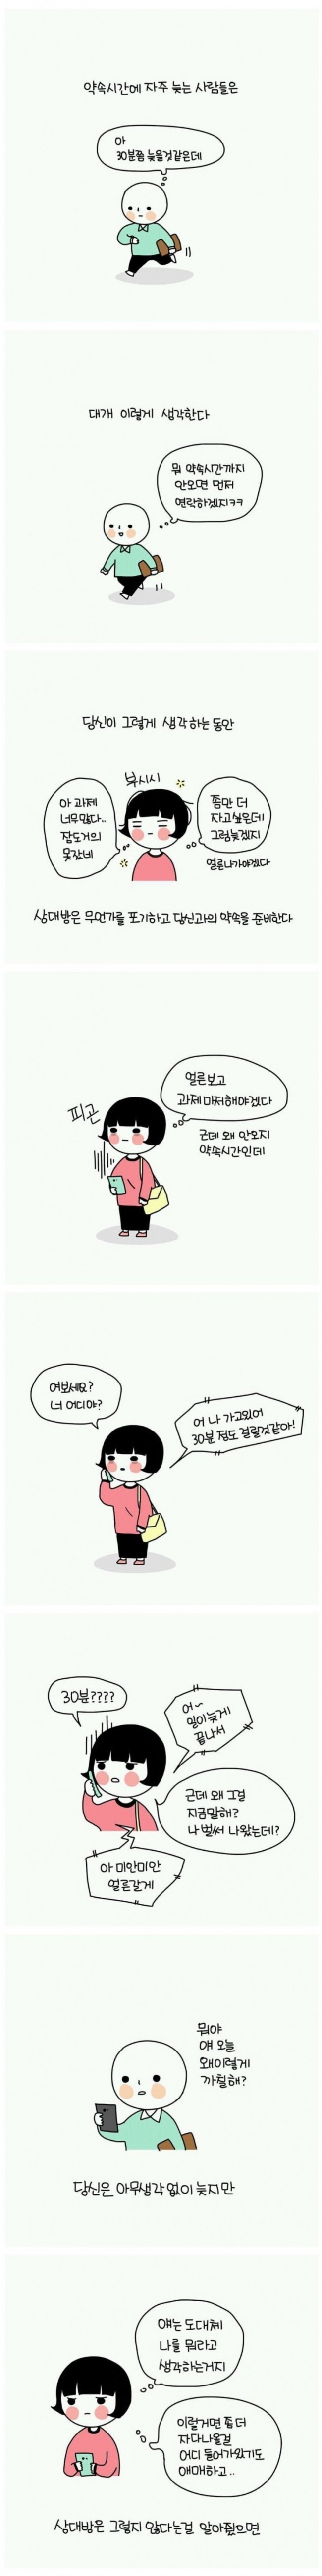 약속시간에 자주 늦는 사람들은
아
30분쯤 늦을것같은데
대개 이렇게 생각한다
뭐 약속시간까지
안오면 먼저
연락하겠지ㅋㅋ
당신이 그렇게 생각하는동안
부시시
아 과제
너무많다..
잠도거의
못잤네
좀만 더
자고싶은데
그럼늦겠지
얼른나가야겠다
상대방은 무언가를 포기하고 당신과의 약속을 준비한다
피곤
얼른보고
과제마저해야겠다
근데 왜 안오지
약속시간인데
여보세요?
너 어디야?
어 나 가고있어
30분 정도 걸릴것같아!
30분????
어~
일이늦게
끝나서
근데 왜 그걸
지금말해?
나 벌써 나왔는데?
아 미안미안
얼른갈게
뭐야
얘 오늘
왜이렇게
까칠해?
당신은 아무생각 없이 늦지만
얘는 도대체
나를 뭐라고
생각하는거지
이럴거면 좀 더
자다나올걸
어디 들어가있기도
애매하고..
상대방은 그렇지 않다는걸 알아줬으면